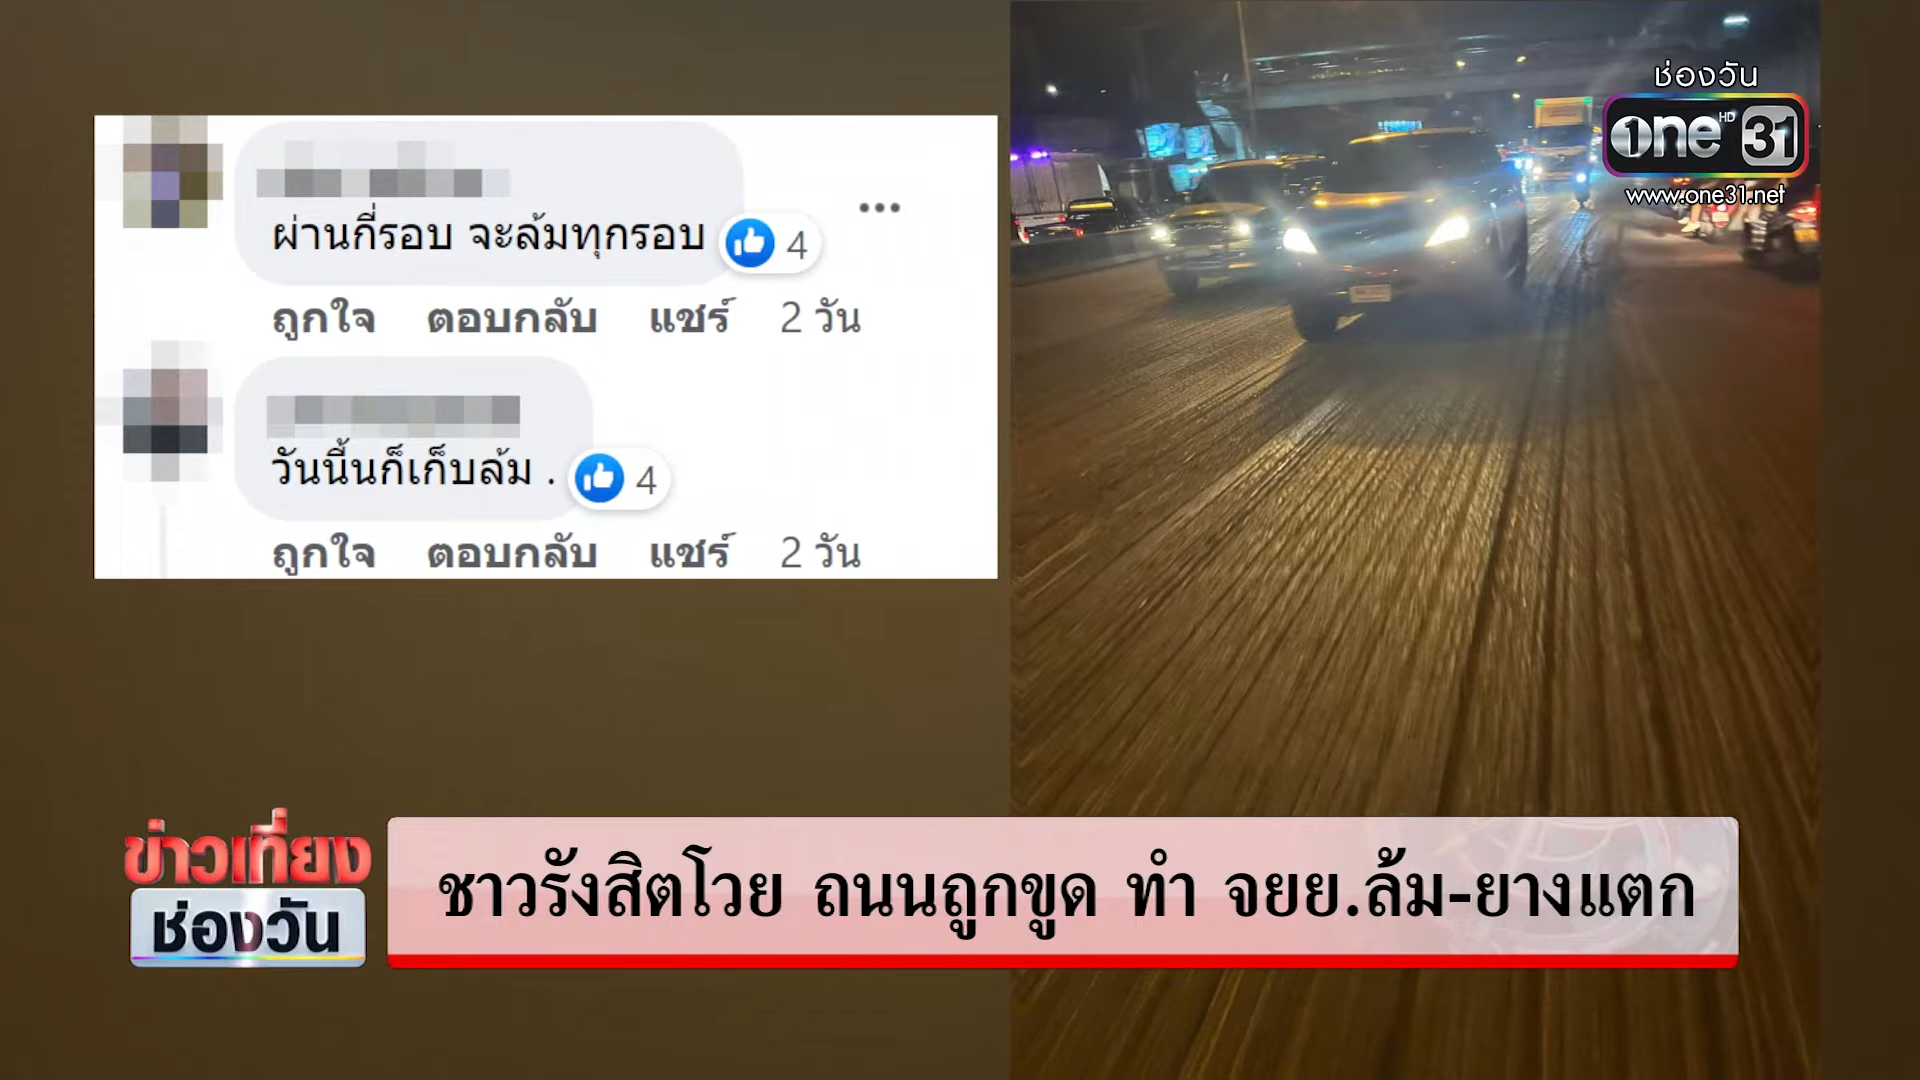 ผ่านกี่รอบ จะล้มทุกรอบ
4
ถูกใจ ตอบกลับ แชร์ 2 วัน
วันนี้นก็เก็บล้ม .
4
ถูกใจ ตอบกลับ แชร์ 2 วัน
ช่องวัน
one HD 31
www.one31.net
ข่าวเที่ยง
ช่องวัน
ชาวรังสิตโวย ถนนถูกขูด ทำ จยย.ล้ม-ยางแตก